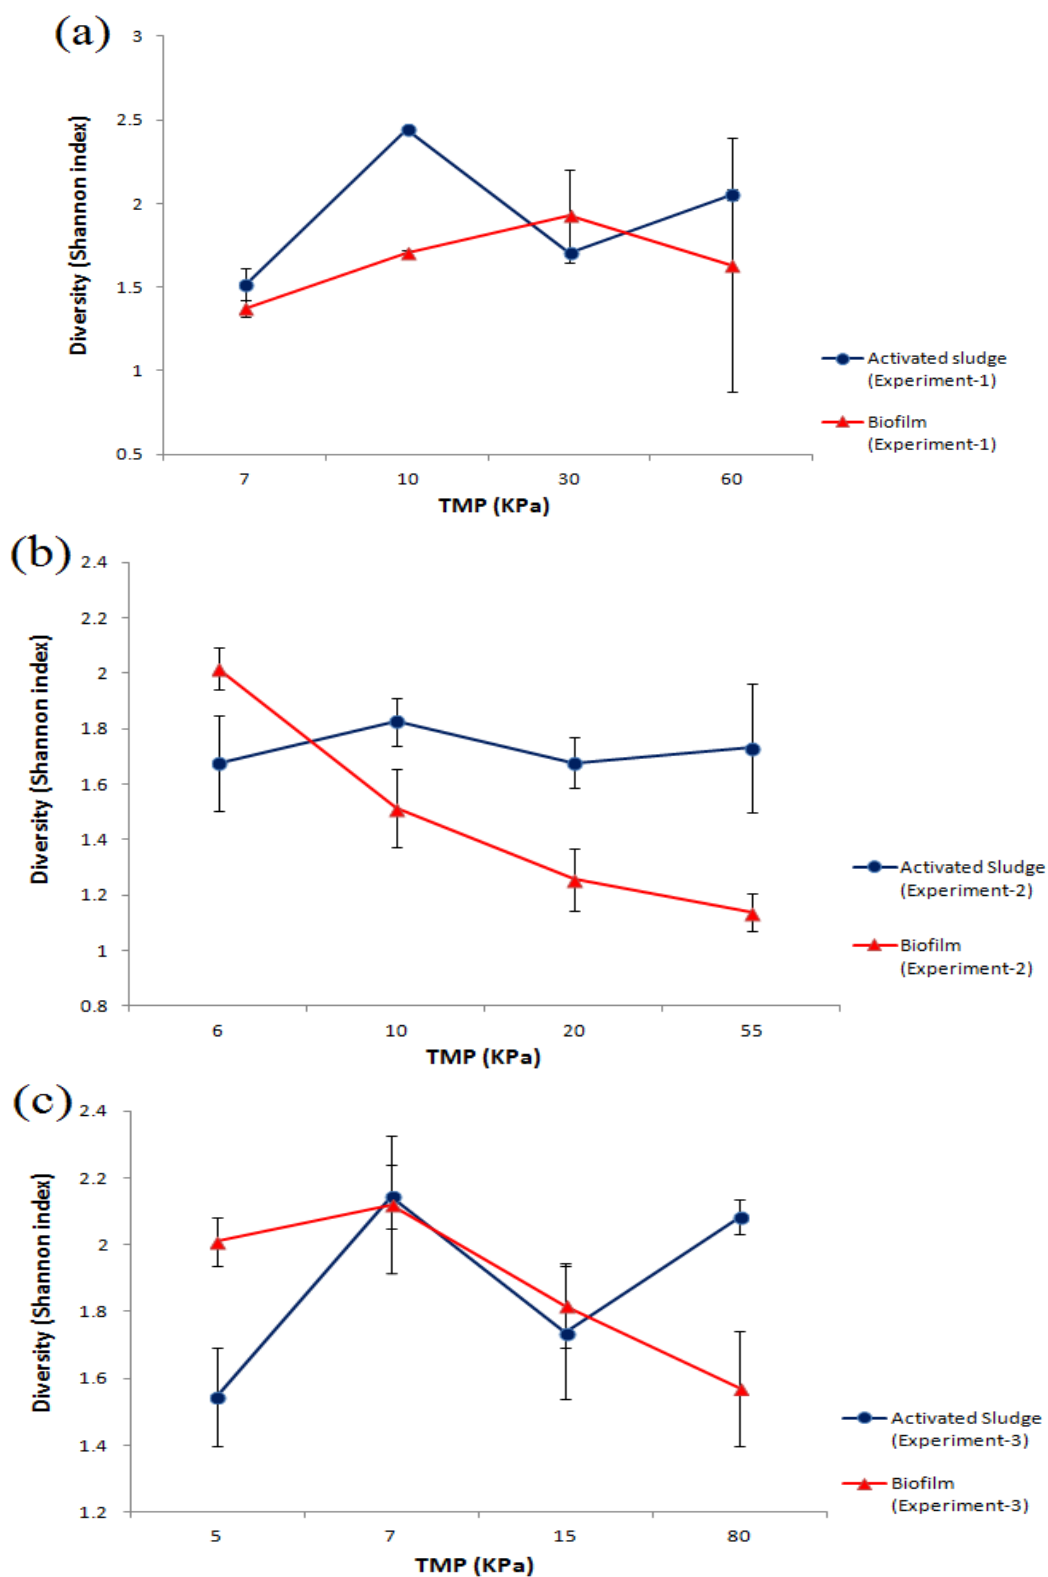 (a)
3
2.5
2
1.5
1
0.5
Diversity (Shannon index)
7 10 30 60
TMP (KPa)
Activated sludge
(Experiment-1)
Biofilm
(Experiment-1)
(b)
2.4
2.2
2
1.8
1.6
1.4
1.2
1
0.8
Diversity (Shannon index)
6 10 20 55
TMP (KPa)
Activated Sludge
(Experiment-2)
Biofilm
(Experiment-2)
(c)
2.4
2.2
2
1.8
1.6
1.4
1.2
Diversity (Shannon index)
5 7 15 80
TMP (KPa)
Activated Sludge
(Experiment-3)
Biofilm
(Experiment-3)